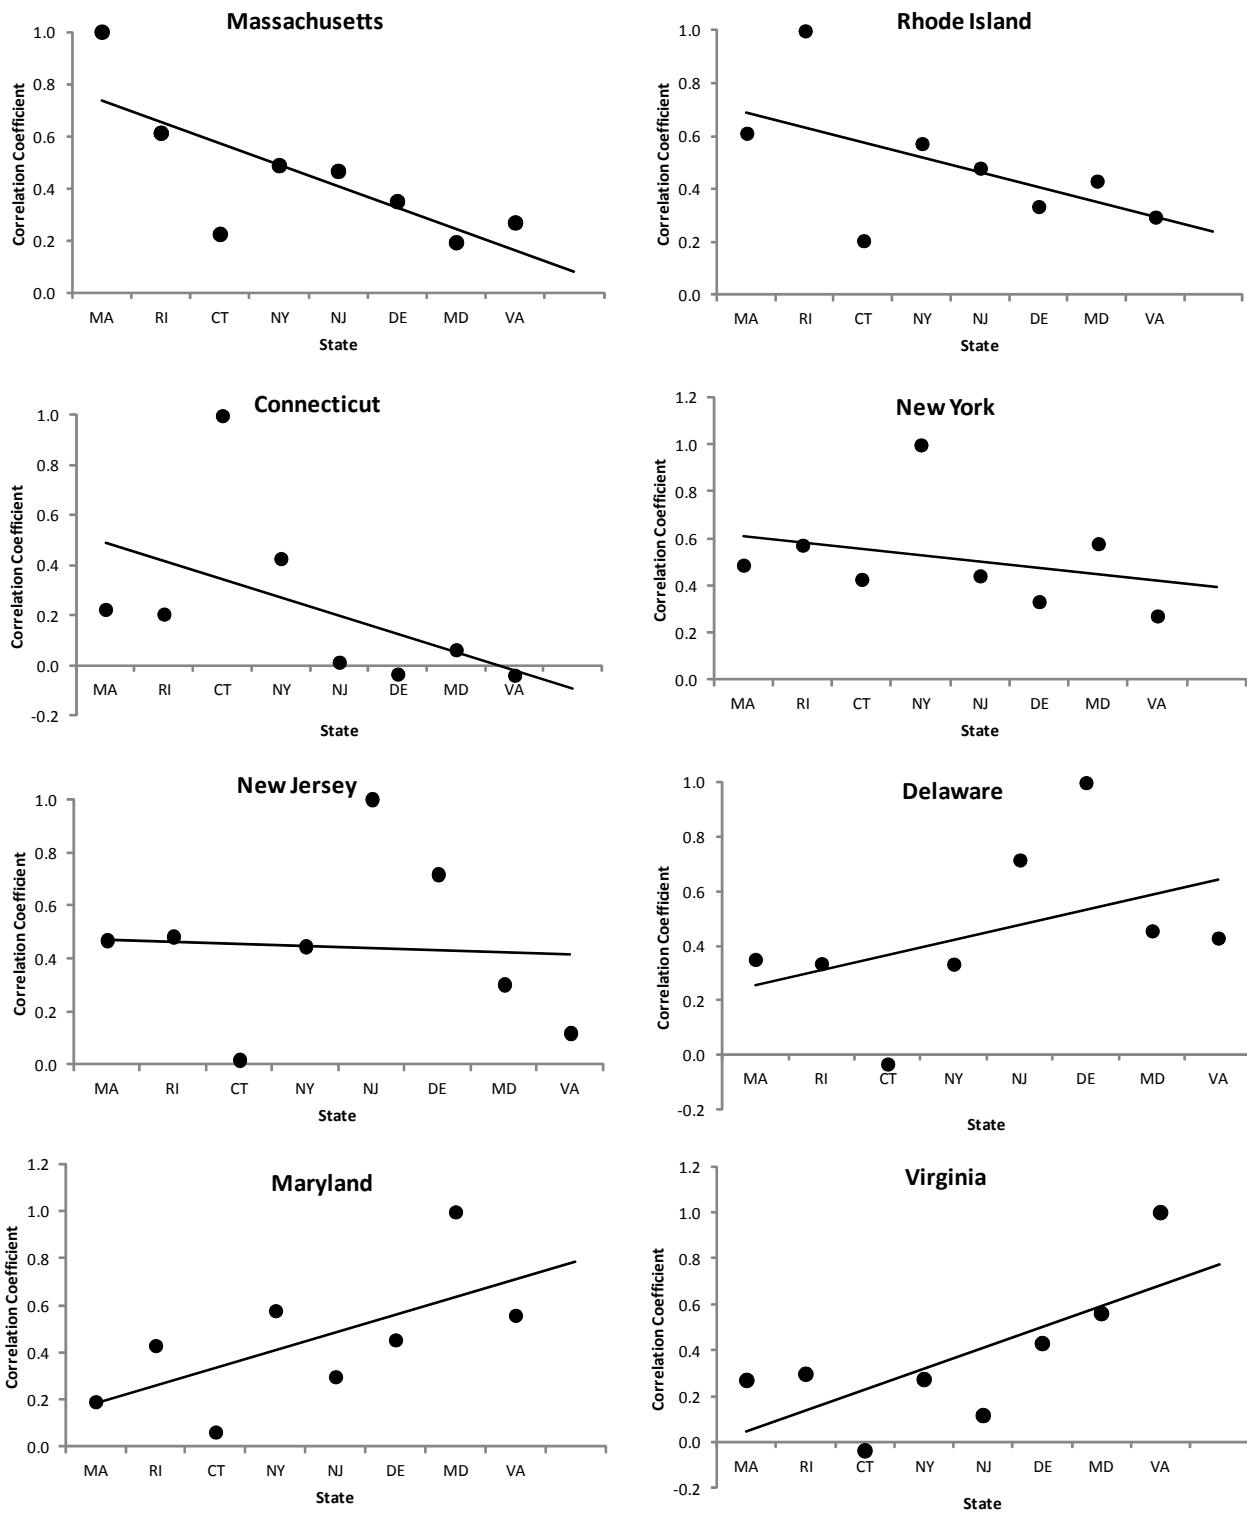 Massachusetts
Correlation Coefficient
1.0
0.8
0.6
0.4
0.2
0.0
MA RI CT NY NJ DE MD VA
State
Rhode Island
Correlation Coefficient
1.0
0.8
0.6
0.4
0.2
0.0
MA RI CT NY NJ DE MD VA
State
Connecticut
Correlation Coefficient
1.0
0.8
0.6
0.4
0.2
0.0
MA RI CT NY NJ DE MD VA
-0.2
State
New York
Correlation Coefficient
1.2
1.0
0.8
0.6
0.4
0.2
0.0
MA RI CT NY NJ DE MD VA
State
New Jersey
Correlation Coefficient
1.0
0.8
0.6
0.4
0.2
0.0
MA RI CT NY NJ DE MD VA
State
Delaware
Correlation Coefficient
1.0
0.8
0.6
0.4
0.2
0.0
MA RI CT NY NJ DE MD VA
-0.2
State
Maryland
Correlation Coefficient
1.2
1.0
0.8
0.6
0.4
0.2
0.0
MA RI CT NY NJ DE MD VA
State
Virginia
Correlation Coefficient
1.2
1.0
0.8
0.6
0.4
0.2
0.0
MA RI CT NY NJ DE MD VA
-0.2
State